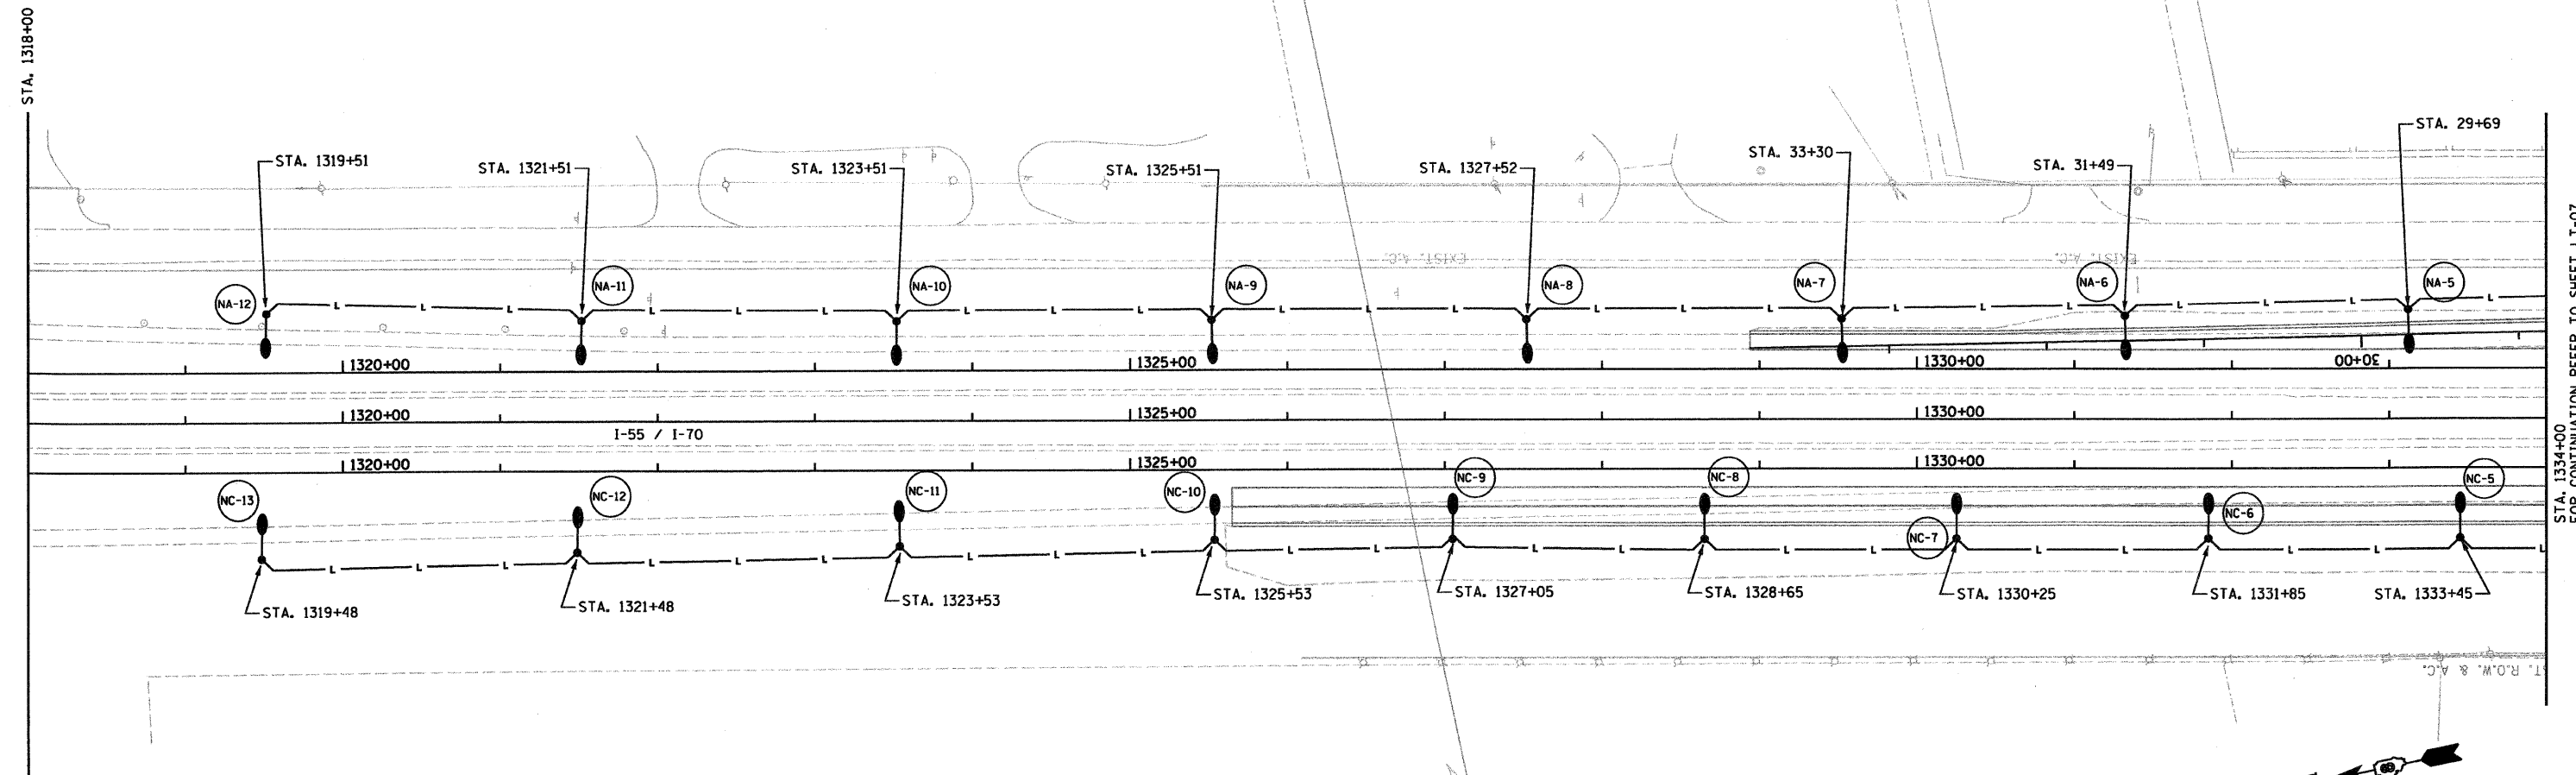 STA. 1318+00
STA. 29+69
STA. 1319+51
STA. 1321+51
STA. 1323+51
STA. 1325+51
STA. 1327+52
STA. 33+30
STA. 31+49
EXIST. A.C.
EXIST. A.C.
NA-12
NA-11
NA-10
NA-9
NA-8
NA-7
NA-6
NA-5
L L L L L L L L L L L L L L L L L L L L L L
1320+00
1325+00
1330+00
30+00
1320+00
1325+00
1330+00
I-55 / I-70
1320+00
1325+00
1330+00
NC-13
NC-12
NC-11
NC-10
NC-9
NC-8
NC-7
NC-6
NC-5
L L L L L L L L L L L L L L L L L L L L L L
STA. 1319+48
STA. 1321+48
STA. 1323+53
STA. 1325+53
STA. 1327+05
STA. 1328+65
STA. 1330+25
STA. 1331+85
STA. 1333+45
STA. 1334+00
FOR CONTINUATION REFER TO SHEET LT-07
R.O.W. & A.C.